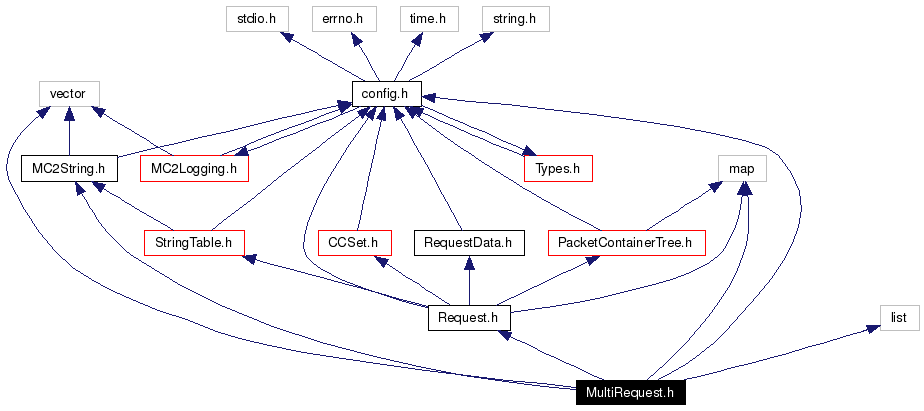 stdio.h
errno.h
time.h
string.h
vector
config.h
MC2String.h
MC2Logging.h
Types.h
map
StringTable.h
CCSet.h
RequestData.h
PacketContainerTree.h
Request.h
list
MultiRequest.h